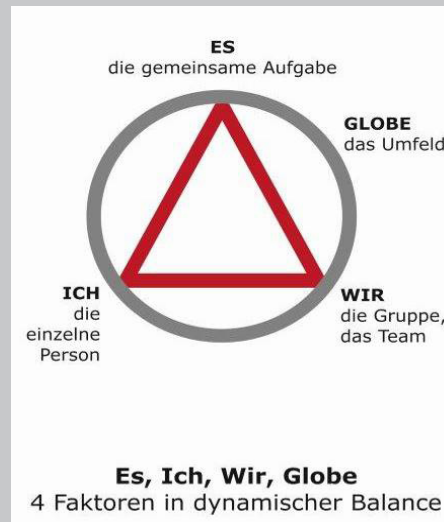 ES
die gemeinsame Aufgabe
GLOBE
das Umfeld
ICH
die
einzelne
Person
WIR
die Gruppe,
das Team
Es, Ich, Wir, Globe
4 Faktoren in dynamischer Balance